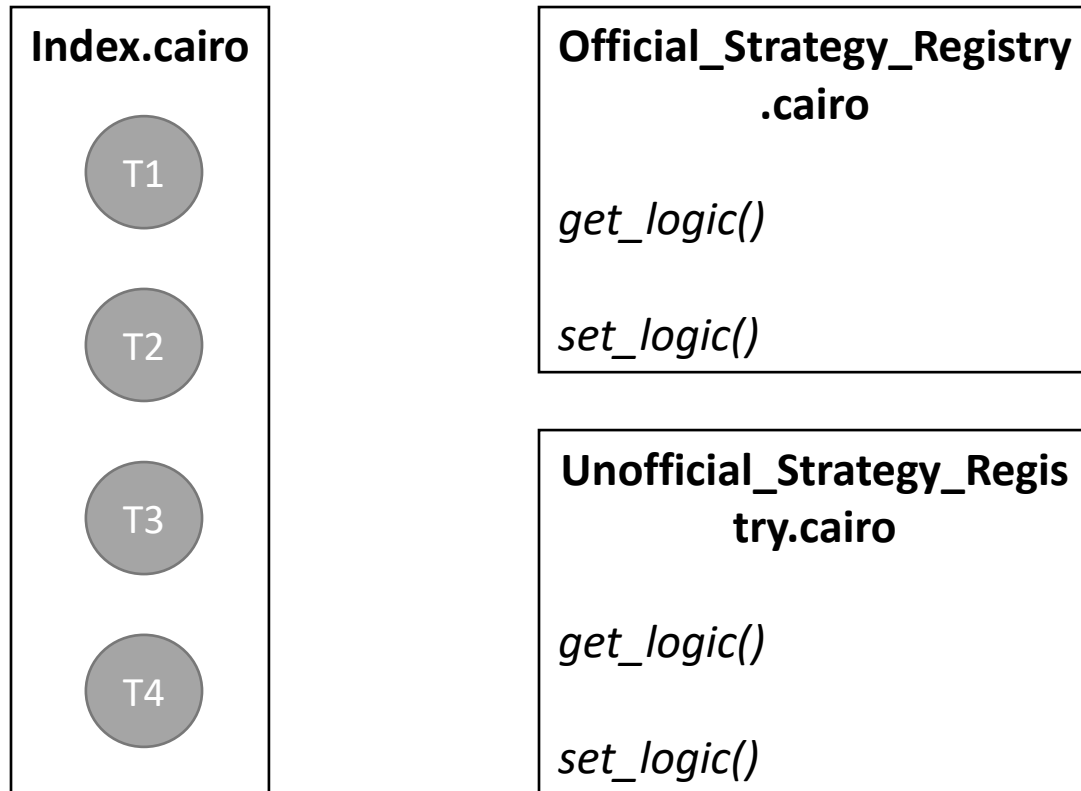 Index.cairo
T1
T2
T3
T4
Official_Strategy_Registry
.cairo
get_logic()
set_logic()
Unofficial_Strategy_Regis
try.cairo
get_logic()
set_logic()